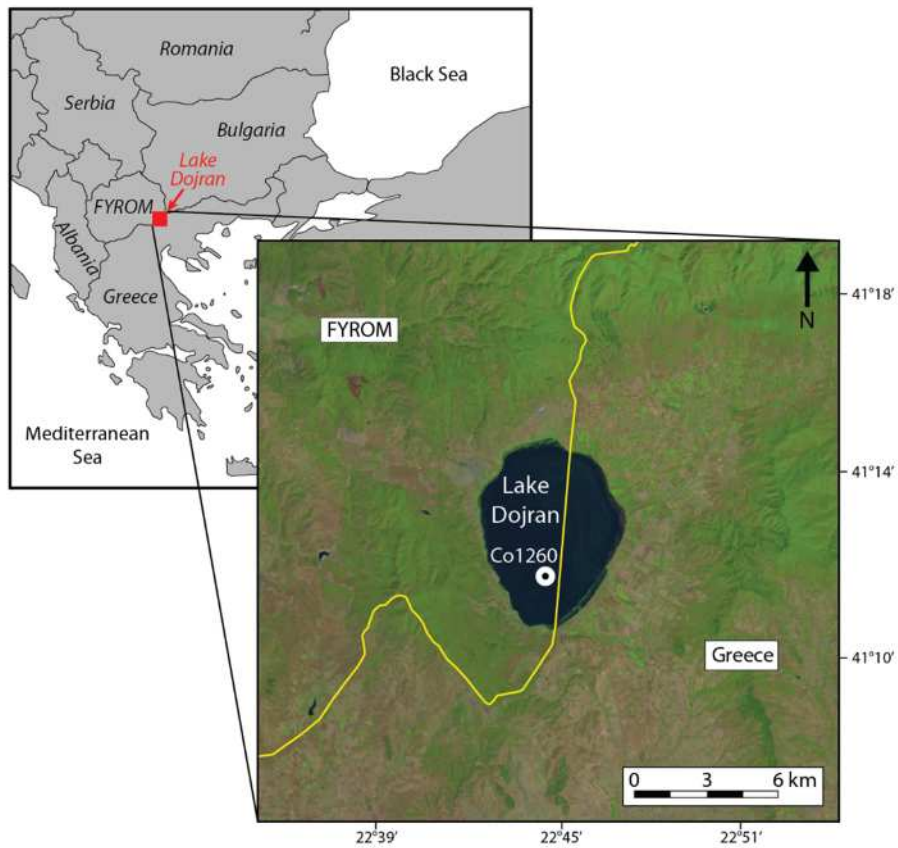 Romania
Black Sea
Serbia
Bulgaria
Lake
Dojran
FYROM
Albania
Greece
Mediterranean
Sea
FYROM
N
41°18'
Lake
Dojran
41°14'
Co1260
Greece
41°10'
0 3 6 km
22°39' 22°45' 22°51'